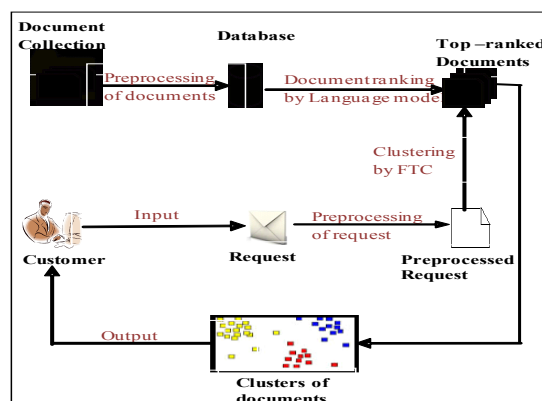 Document
Collection
Database
Top –ranked
Documents
Preprocessing
of documents
Document ranking
by Language mode
Clustering
by FTC
Input
Preprocessing
of request
Customer
Request
Preprocessed
Request
Output
Clusters of
documents